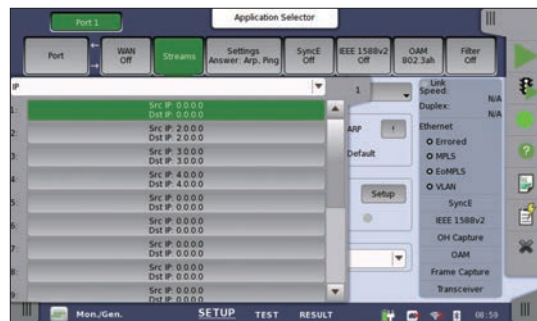 Port 1
Application Selector
Port
WAN Off
Streams
Settings Answer: Arp, Ping
SyncE Off
IEEE 1588v2 Off
OAM 802.3ah
Filter Off
IP
1:
Src IP: 0.0.0.0
Dst IP: 0.0.0.0
2:
Src IP: 2.0.0.0
Dst IP: 2.0.0.0
3:
Src IP: 3.0.0.0
Dst IP: 3.0.0.0
4:
Src IP: 4.0.0.0
Dst IP: 4.0.0.0
5:
Src IP: 0.0.0.0
Dst IP: 0.0.0.0
6:
Src IP: 0.0.0.0
Dst IP: 0.0.0.0
7:
Src IP: 0.0.0.0
Dst IP: 0.0.0.0
8:
Src IP: 0.0.0.0
Dst IP: 0.0.0.0
9:
Src IP: 0.0.0.0
Dst IP: 0.0.0.0
1
ARP
!
Default
Setup
Link
Speed:
N/A
Duplex:
N/A
Ethernet
Errored
MPLS
EoMPLS
VLAN
SyncE
IEEE 1588v2
OH Capture
OAM
Frame Capture
Transceiver
Mon./Gen.
SETUP
TEST
RESULT
08:59